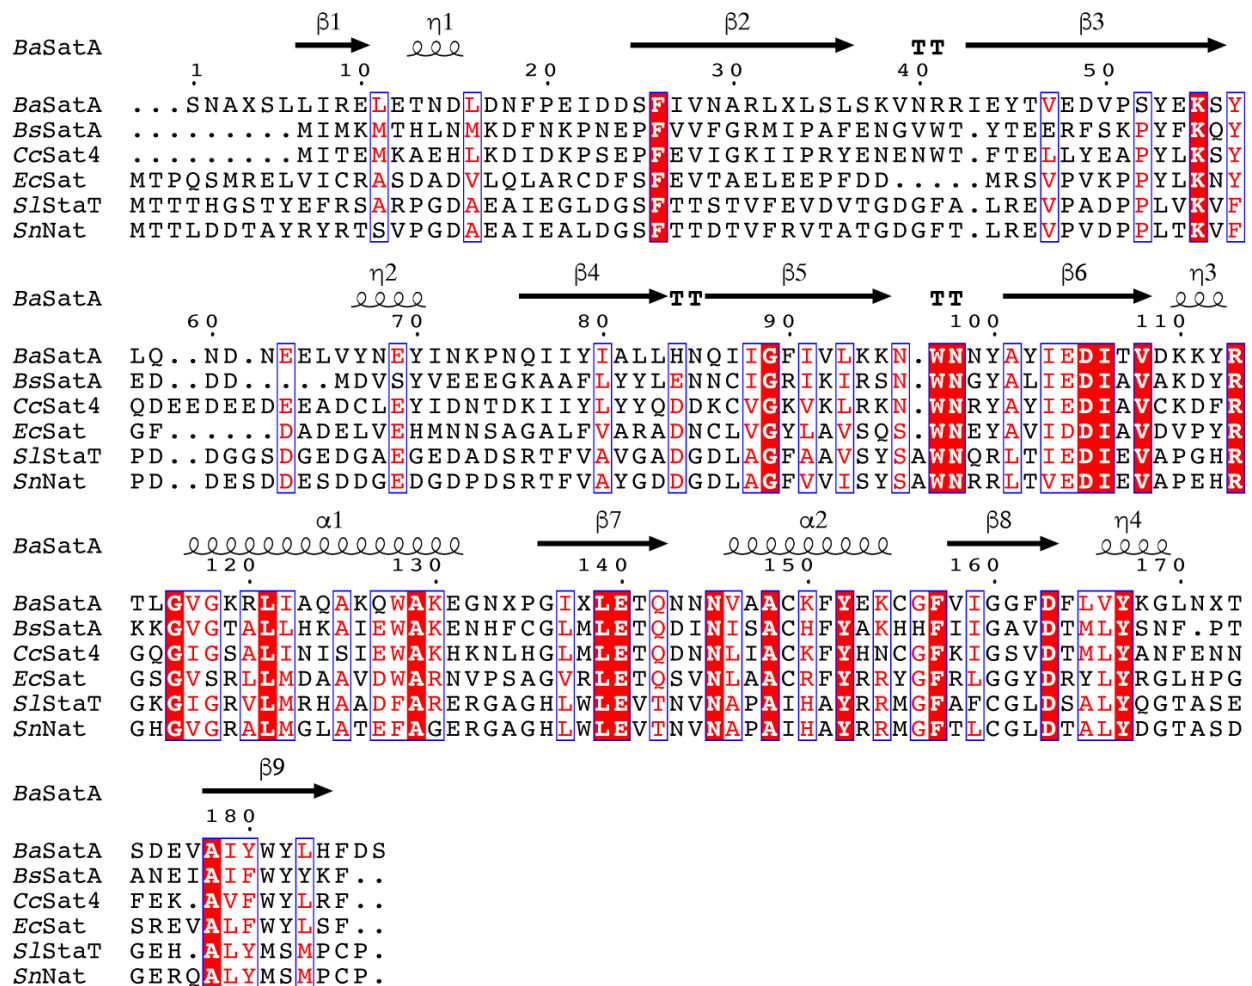 β1 η1 β2 β3
BaSatA TT
1 10 20 30 40 50
BaSatA ...SNAXSLLIRELETNDLDNFPEIDDSFIVNARLXLSLSKVNRRIEYTVEDVPSYEKSY
BsSatA .........MIMKMTHLNMKDFNKPNEPFVVFGRMIPAFENGVWT.YTEERFSKPYFKQY
CcSat4 .........MITEMKAEHLKDIDKPSEPFEVIGKIIPRYENENWT.FTELLYEAPYLKSY
EcSat MTPQSMRELVICRASDADVLQLARCDFSFEVTAELEEPFDD.....MRSVPVKPPYLKNY
SlStaT MTTTHGSTYEFRSARPGDAEAIEGLDGSFTTSTVFEVDVTGDGFA.LREVPADPPLVKVF
SnNat MTTLDDTAYRYRTSVPGDAEAIEALDGSFTTDTVFRVTATGDGFT.LREVPVDPPLTKVF
η2 β4 β5 β6 η3
BaSatA TT TT
60 70 80 90 100 110
BaSatA LQ..ND.NEELVYNEYINKPNQIIYIALLHNQIIGFIVLKKN.WNNYAYIEDITVDKKYR
BsSatA ED..DD.....MDVSYVEEEGKAAFLYYLENNCIGRIKIRSN.WNGYALIEDIAVAKDYR
CcSat4 QDEEDEEDEEADCLEYIDNTDKIIYLYYQDDKCVGKVKLRKN.WNRYAYIEDIAVCKDFR
EcSat GF......DADELVEHMNNSAGALFVARADNCLVGYLAVSQS.WNEYAVIDDIAVDVPYR
SlStaT PD..DGGSDGEDGAEGEDADSRTFVAVGADGDLAGFAAVSYSAWNQRLTIEDIEVAPGHR
SnNat PD..DESDDESDDGEDGDPDSRTFVAYGDDGDLAGFVVISYSAWNRRLTVEDIEVAPEHR
α1 β7 α2 β8 η4
BaSatA
120 130 140 150 160 170
BaSatA TLGVGKRLIAQAKQWAKEGNXPGIXLETQNNNVAACKFYEKCGFVIGGFDFLVYKGLNXT
BsSatA KKGVGTALLHKAIEWAKENHFCGLMLETQDINISACHFYAKHHFIIGAVDTMLYSNF.PT
CcSat4 GQGIGSALINISIEWAKHKNLHGLMLETQDNNLIACKFYHNCGFKIGSVDTMLYANFENN
EcSat GSGVSRLLMDAAVDWARNVPSAGVRLETQSVNLAACRFYRRYGFRLGGYDRYLYRGLHPG
SlStaT GKGIGRVLMRHAADFARERGAGHLWLEVTNVNAPAIHAYRRMGFAFCGLDSALYQGTASE
SnNat GHGVGRALMGLATEFAGERGAGHLWLEVTNVNAPAIHAYRRMGFTLCGLDTALYDGTASD
β9
BaSatA
180
BaSatA SDEVAIYWYLHFDS
BsSatA ANEIAIFWYYKF..
CcSat4 FEK.AVFWYLRF..
EcSat SREVALFWYLSF..
SlStaT GEH.ALYMSMPCP.
SnNat GERQALYMSMPCP.